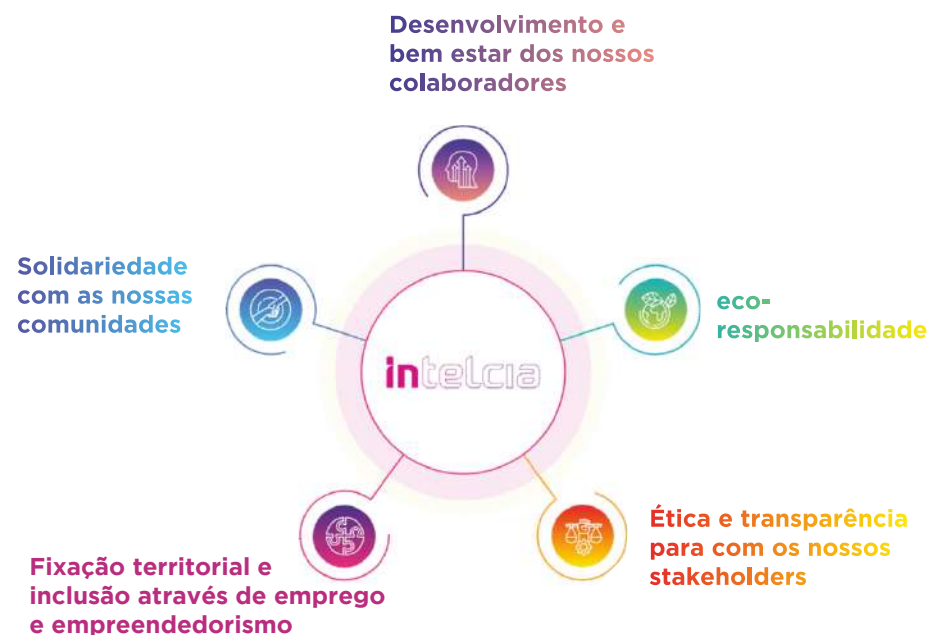 Desenvolvimento e
bem estar dos nossos
colaboradores
Solidariedade
com as nossas
comunidades
eco-
responsabilidade
intelcia
Ética e transparência
para com os nossos
stakeholders
Fixação territorial e
inclusão através de emprego
e empreendedorismo